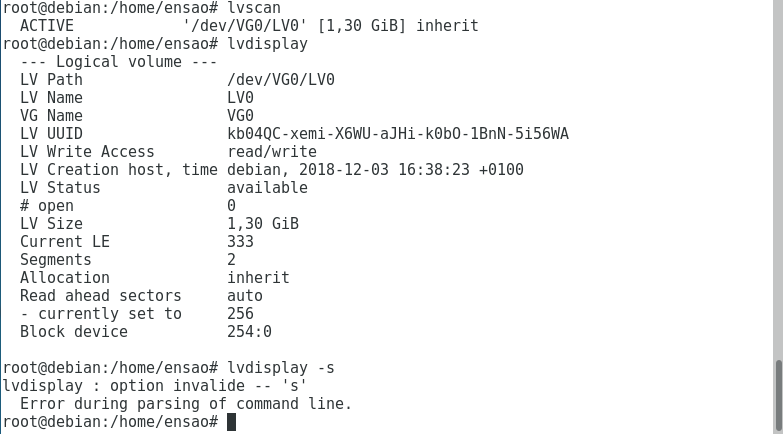 root@debian:/home/ensao# lvscan
  ACTIVE            '/dev/VG0/LV0' [1,30 GiB] inherit
root@debian:/home/ensao# lvdisplay
  --- Logical volume ---
  LV Path                /dev/VG0/LV0
  LV Name                LV0
  VG Name                VG0
  LV UUID                kb04QC-xemi-X6WU-aJHi-k0bO-1BnN-5i56WA
  LV Write Access        read/write
  LV Creation host, time debian, 2018-12-03 16:38:23 +0100
  LV Status              available
  # open                 0
  LV Size                1,30 GiB
  Current LE             333
  Segments               2
  Allocation             inherit
  Read ahead sectors     auto
  - currently set to     256
  Block device           254:0

root@debian:/home/ensao# lvdisplay -s
lvdisplay : option invalide -- 's'
  Error during parsing of command line.
root@debian:/home/ensao#